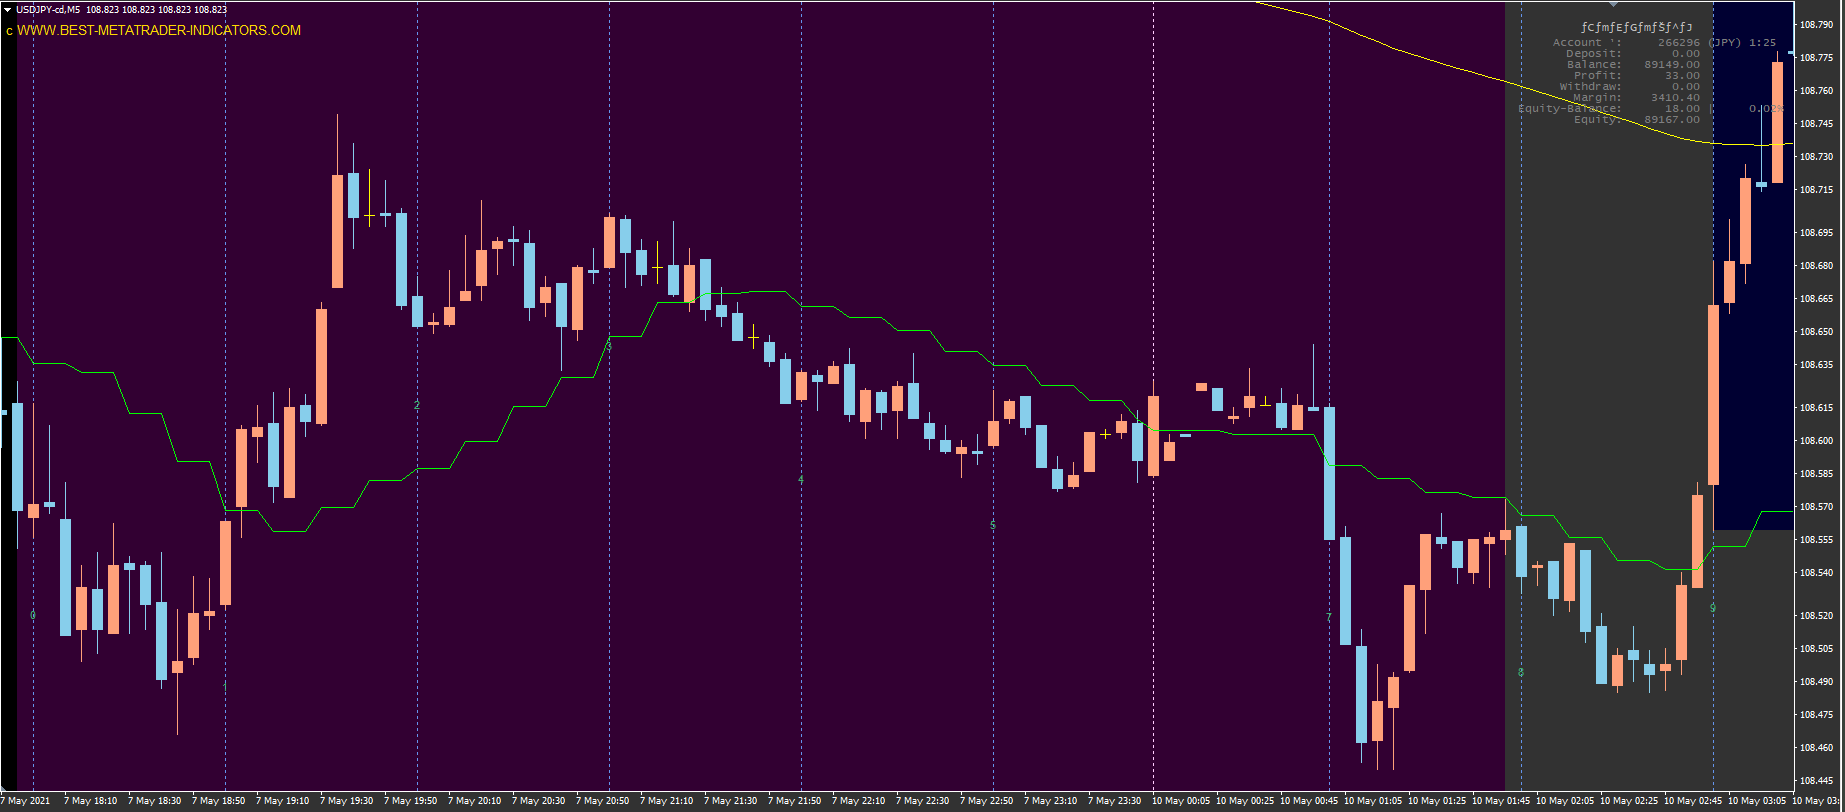 USDJPY-cd,M5 108.823 108.823 108.823 108.823
c WWW.BEST-METATRADER-INDICATORS.COM
ƒCƒmƒEƒGƒmƒŠƒ^ƒJ
Account : 266296 (JPY) 1:25
Deposit: 0.00
Balance: 89149.00
Profit: 33.00
Withdraw: 0.00
Margin: 3410.40
Equity-Balance: 18.00 | 0.02%
Equity: 89167.00
108.790
108.775
108.760
108.745
108.730
108.715
108.695
108.680
108.665
108.650
108.635
108.615
108.600
108.585
108.570
108.555
108.540
108.520
108.505
108.490
108.475
108.460
108.445
0
1
2
3
4
5
7
8
9
7 May 2021
7 May 18:10
7 May 18:30
7 May 18:50
7 May 19:10
7 May 19:30
7 May 19:50
7 May 20:10
7 May 20:30
7 May 20:50
7 May 21:10
7 May 21:30
7 May 21:50
7 May 22:10
7 May 22:30
7 May 22:50
7 May 23:10
7 May 23:30
10 May 00:05
10 May 00:25
10 May 00:45
10 May 01:05
10 May 01:25
10 May 01:45
10 May 02:05
10 May 02:25
10 May 02:45
10 May 03:05
10 May 03: